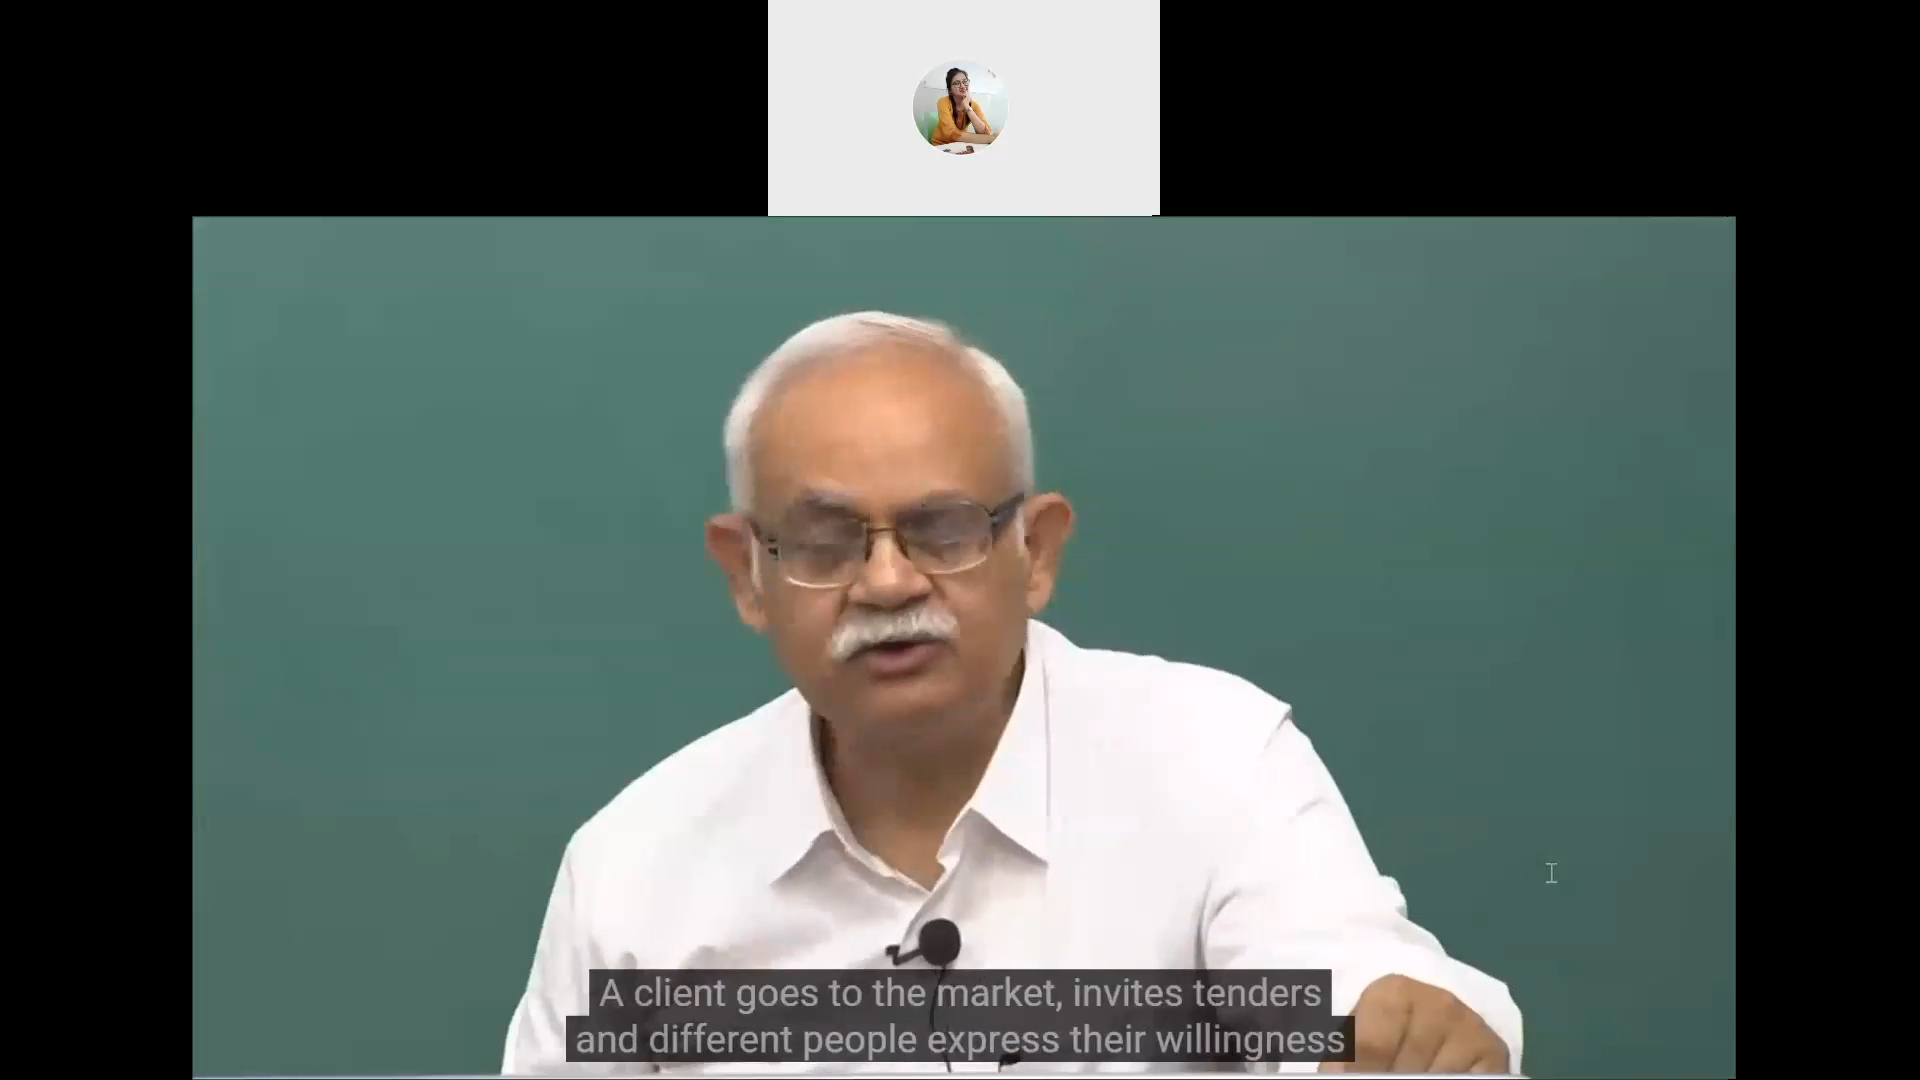 A client goes to the market, invites tenders
and different people express their willingness